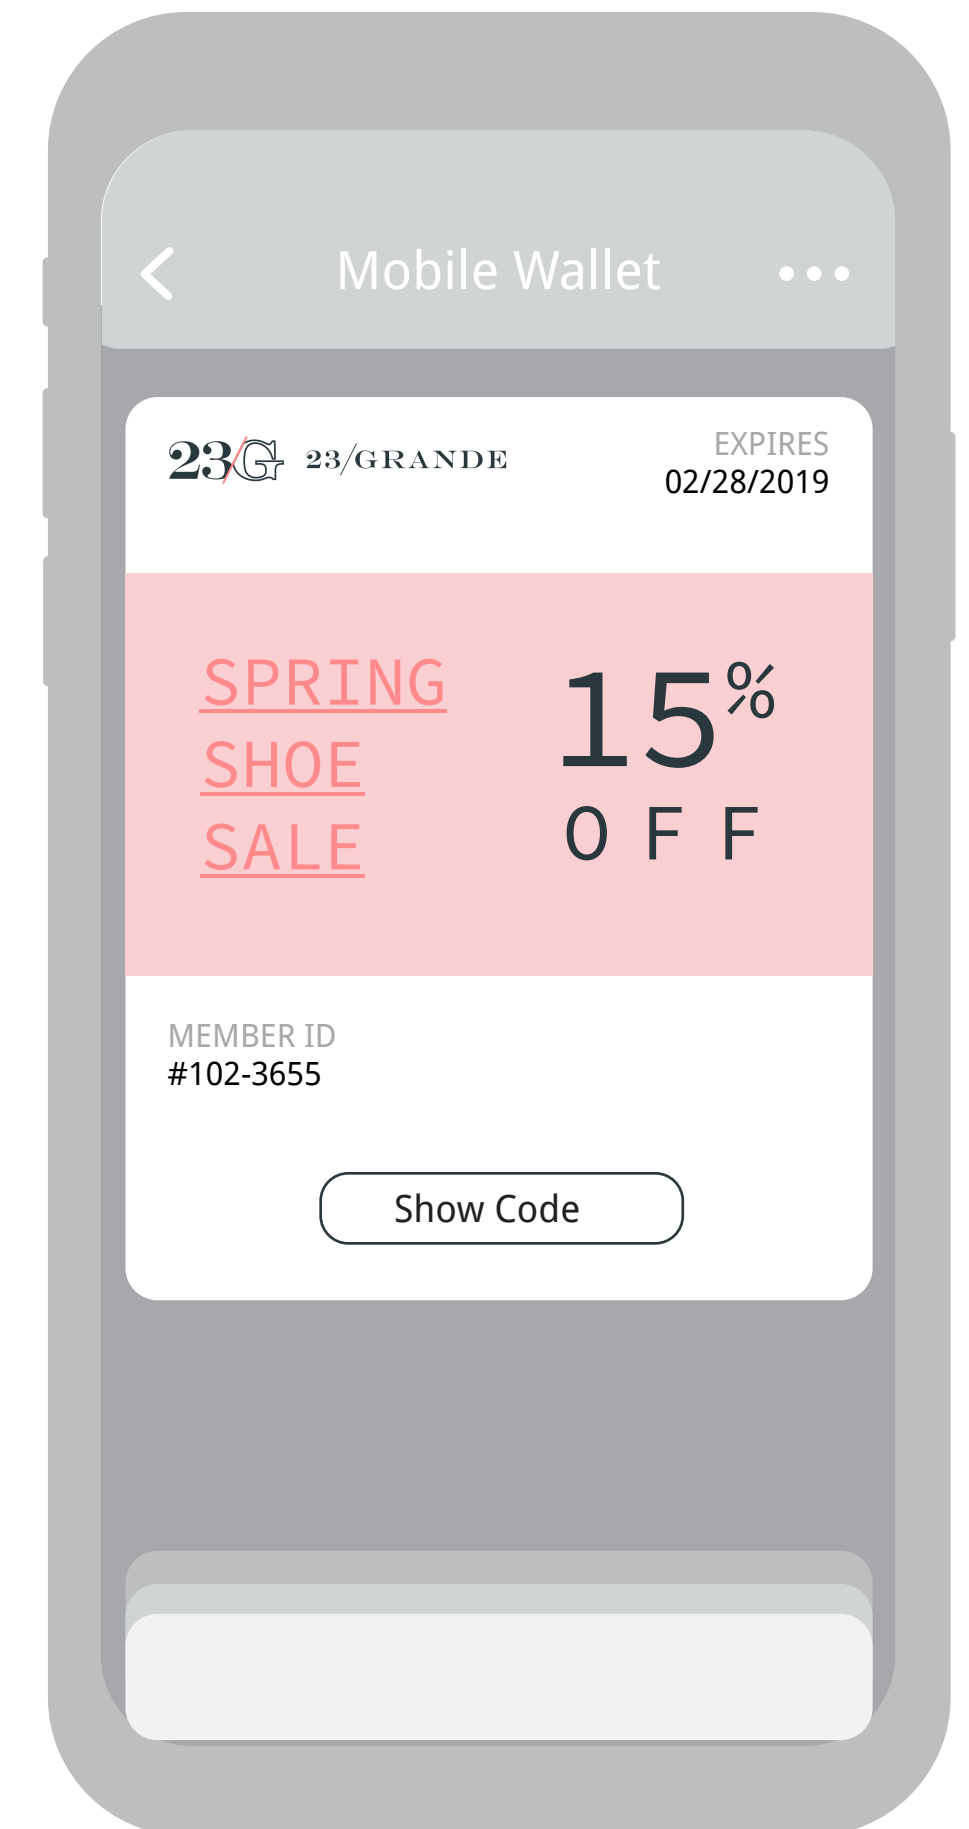 Mobile Wallet
23/G 23/GRANDE
EXPIRES
02/28/2019
SPRING
SHOE
SALE
15%
OFF
MEMBER ID
#102-3655
Show Code